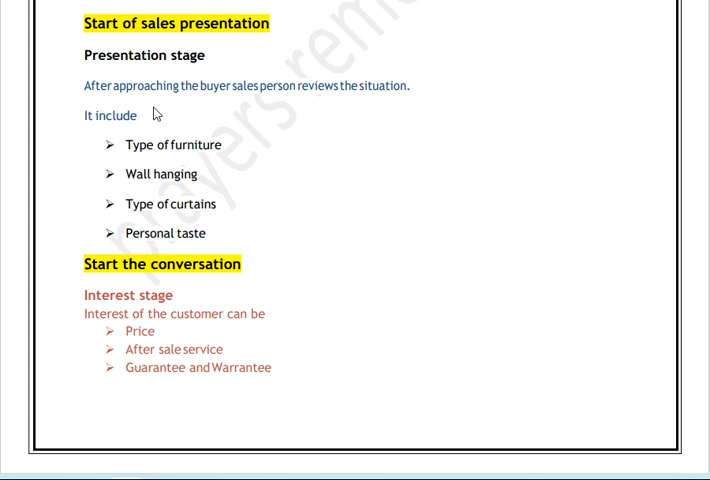 Start of sales presentation
Presentation stage
After approaching the buyer sales person reviews the situation.
It include
➢ Type of furniture
➢ Wall hanging
➢ Type of curtains
➢ Personal taste
Start the conversation
Interest stage
Interest of the customer can be
➢ Price
➢ After sale service
➢ Guarantee and Warrantee
prayers rem